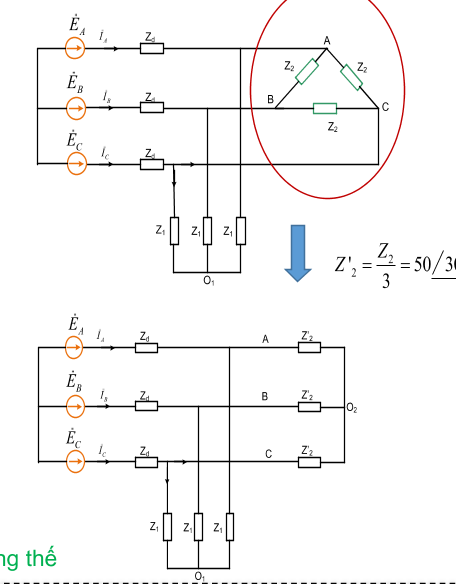 Ė_A İ_A Z_d
A
Z_2 Z_2
Ė_B İ_B Z_d
B C
Z_2
Ė_C İ_C Z_d
Z_1 Z_1 Z_1
O_1
Z'_2 = Z_2/3 = 50/30
Ė_A İ_A Z_d A Z'_2
Ė_B İ_B Z_d B Z'_2 O_2
Ė_C İ_C Z_d C Z'_2
Z_1 Z_1 Z_1
ng thế
O_1